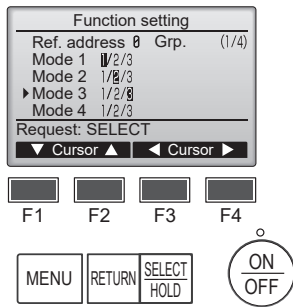 Function setting
Ref. address 0 Grp. (1/4)
Mode 1 1/2/3
Mode 2 1/2/3
Mode 3 1/2/3
Mode 4 1/2/3
Request: SELECT
▼ Cursor ▲ ◀ Cursor ▶
F1 F2 F3 F4
MENU RETURN SELECT HOLD ON OFF